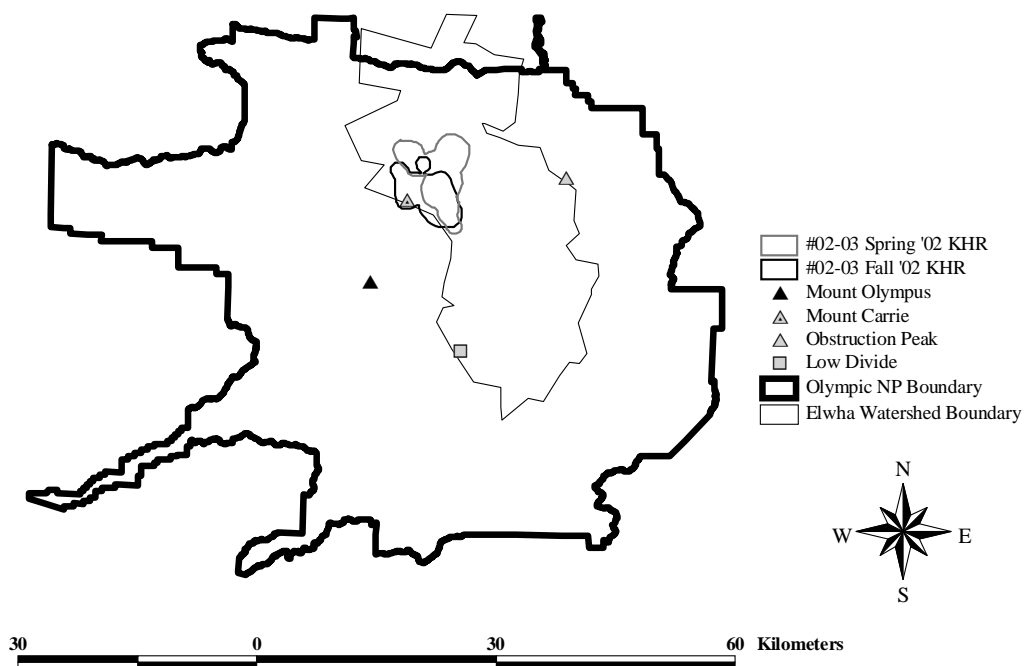 #02-03 Spring '02 KHR
#02-03 Fall '02 KHR
Mount Olympus
Mount Carrie
Obstruction Peak
Low Divide
Olympic NP Boundary
Elwha Watershed Boundary
N
W E
S
30 0 30 60 Kilometers